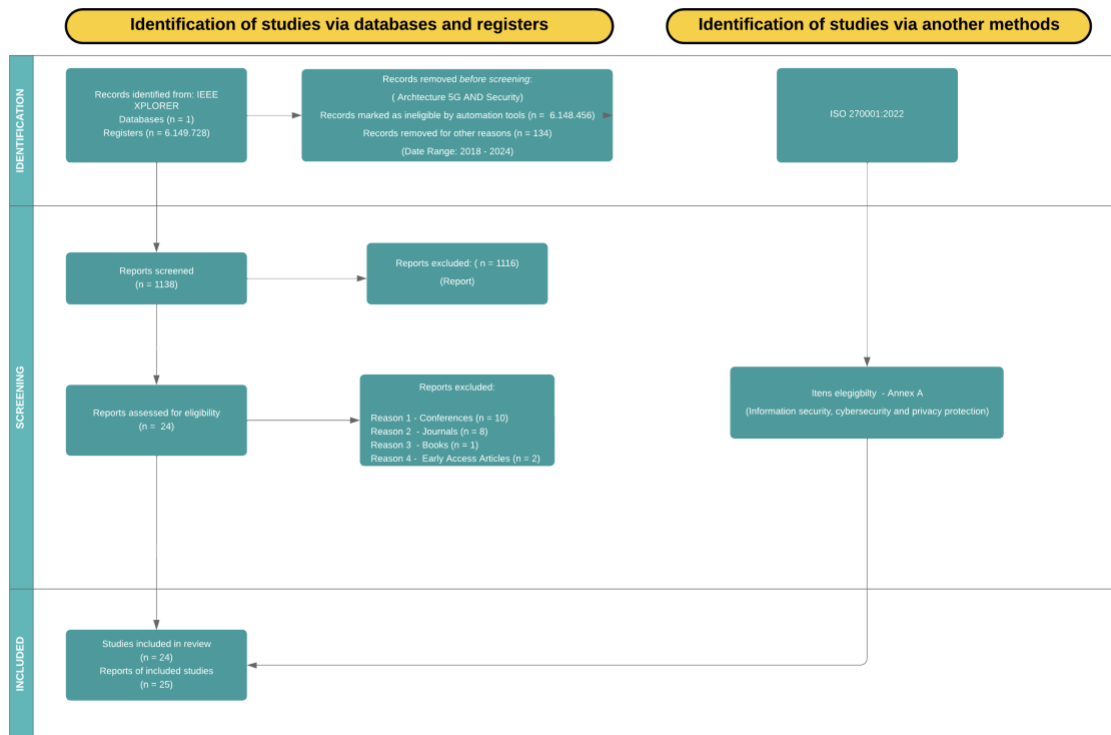 Identification of studies via databases and registers
Identification of studies via another methods
IDENTIFICATION
Records identified from: IEEE
XPLORER
Databases (n = 1)
Registers (n = 6.149.728)
Records removed before screening:
( Archtecture 5G AND Security)
Records marked as ineligible by automation tools (n = 6.148.456)
Records removed for other reasons (n = 134)
(Date Range: 2018 - 2024)
ISO 270001:2022
SCREENING
Reports screened
(n = 1138)
Reports excluded: ( n = 1116)
(Report)
Reports assessed for eligibility
(n = 24)
Reports excluded:
Reason 1 - Conferences (n = 10)
Reason 2 - Journals (n = 8)
Reason 3 - Books (n = 1)
Reason 4 - Early Access Articles (n = 2)
Itens elegigbilty - Annex A
(Information security, cybersecurity and privacy protection)
INCLUDED
Studies included in review
(n = 24)
Reports of included studies
(n = 25)